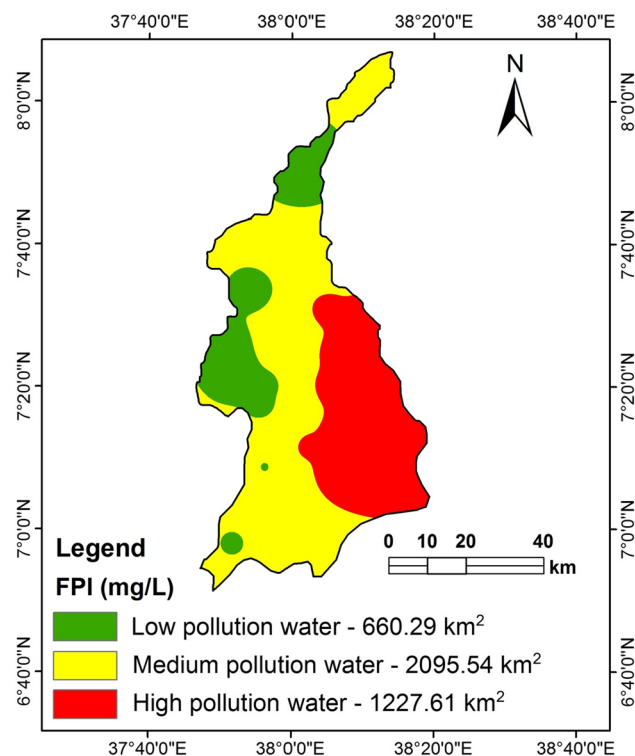 37°40'0"E 38°0'0"E 38°20'0"E 38°40'0"E
N
8°0'0"N 8°0'0"N
7°40'0"N 7°40'0"N
7°20'0"N 7°20'0"N
7°0'0"N 7°0'0"N
6°40'0"N 6°40'0"N
0 10 20 40
km
Legend
FPI (mg/L)
Low pollution water - 660.29 km²
Medium pollution water - 2095.54 km²
High pollution water - 1227.61 km²
37°40'0"E 38°0'0"E 38°20'0"E 38°40'0"E